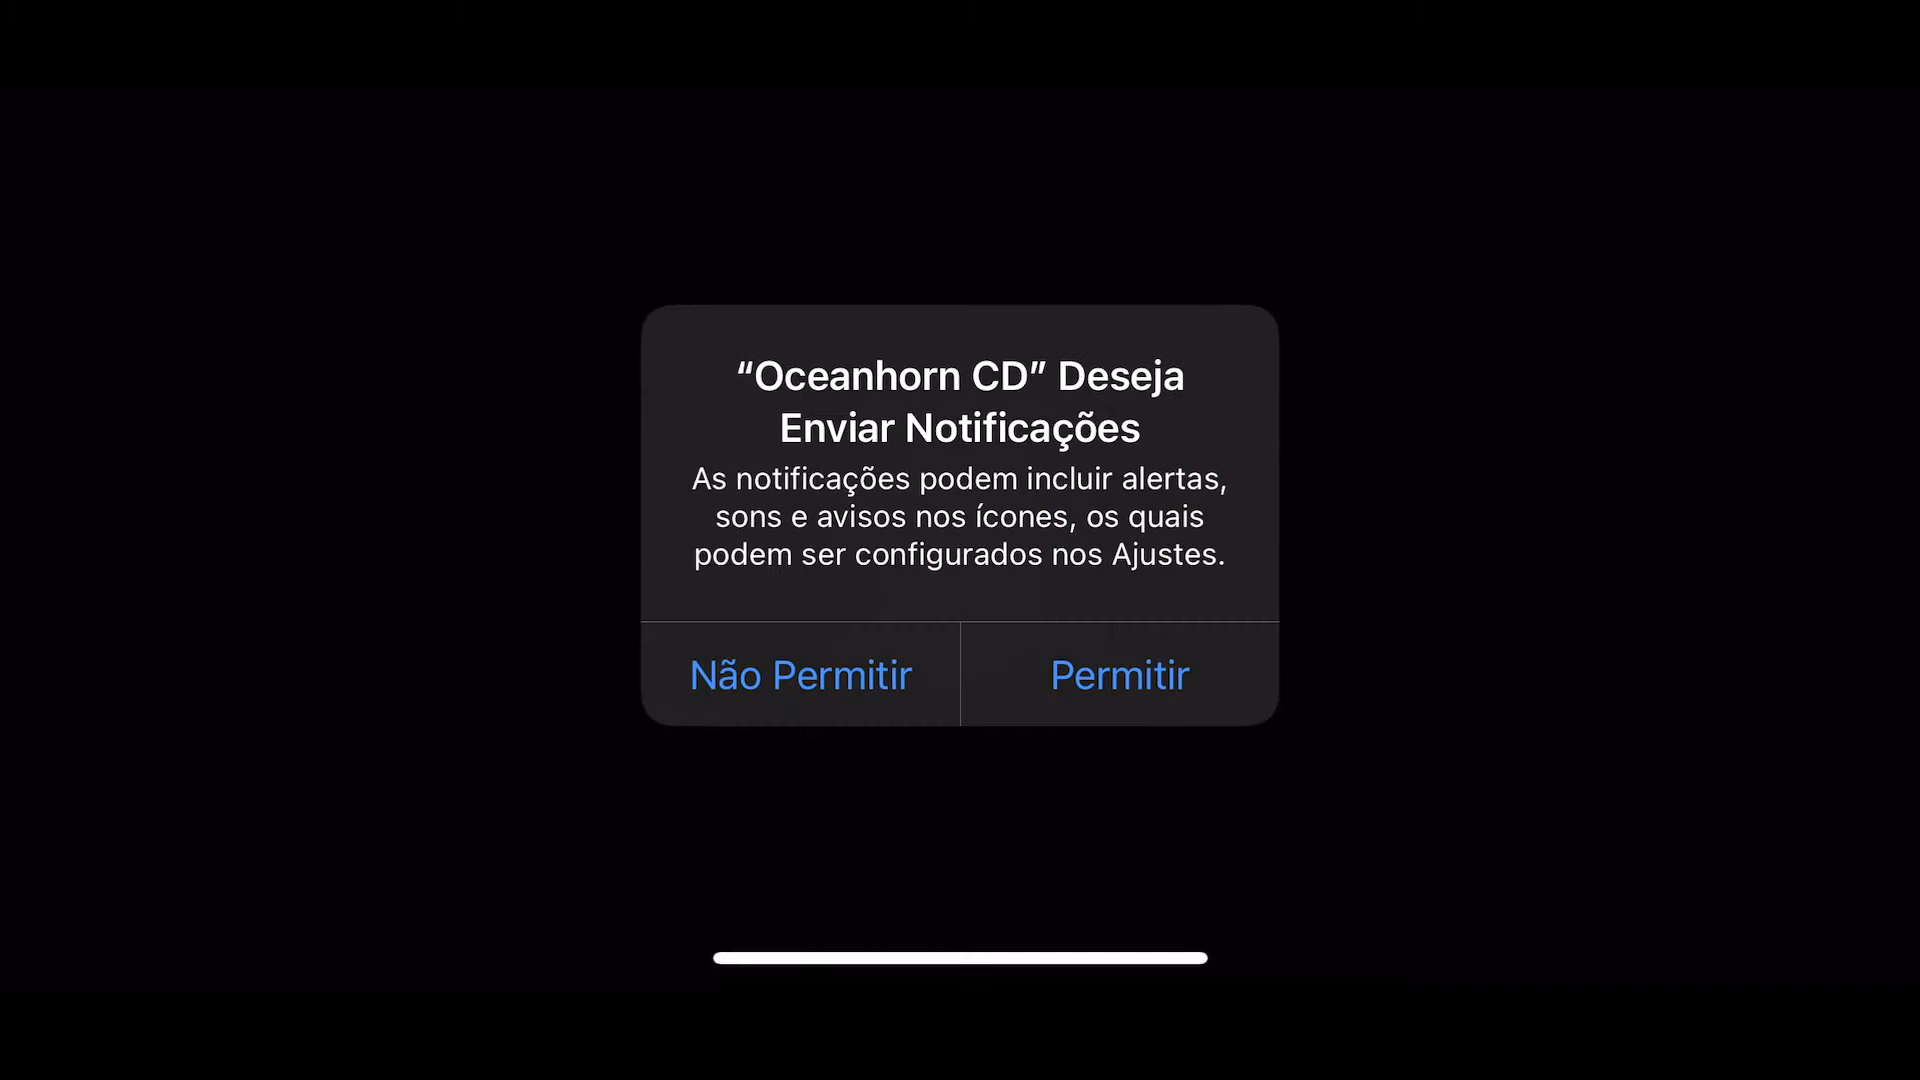 “Oceanhorn CD” Deseja
Enviar Notificações
As notificações podem incluir alertas,
sons e avisos nos ícones, os quais
podem ser configurados nos Ajustes.
Não Permitir
Permitir